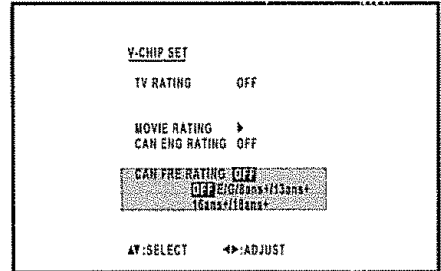 V-CHIP SET
TV RATING OFF
MOVIE RATING ▶
CAN ENG RATING OFF
CAN FRE RATING OFF
OFF E/G/8ans+/13ans+
16ans+/18ans+
▲▼:SELECT ◀▶:ADJUST